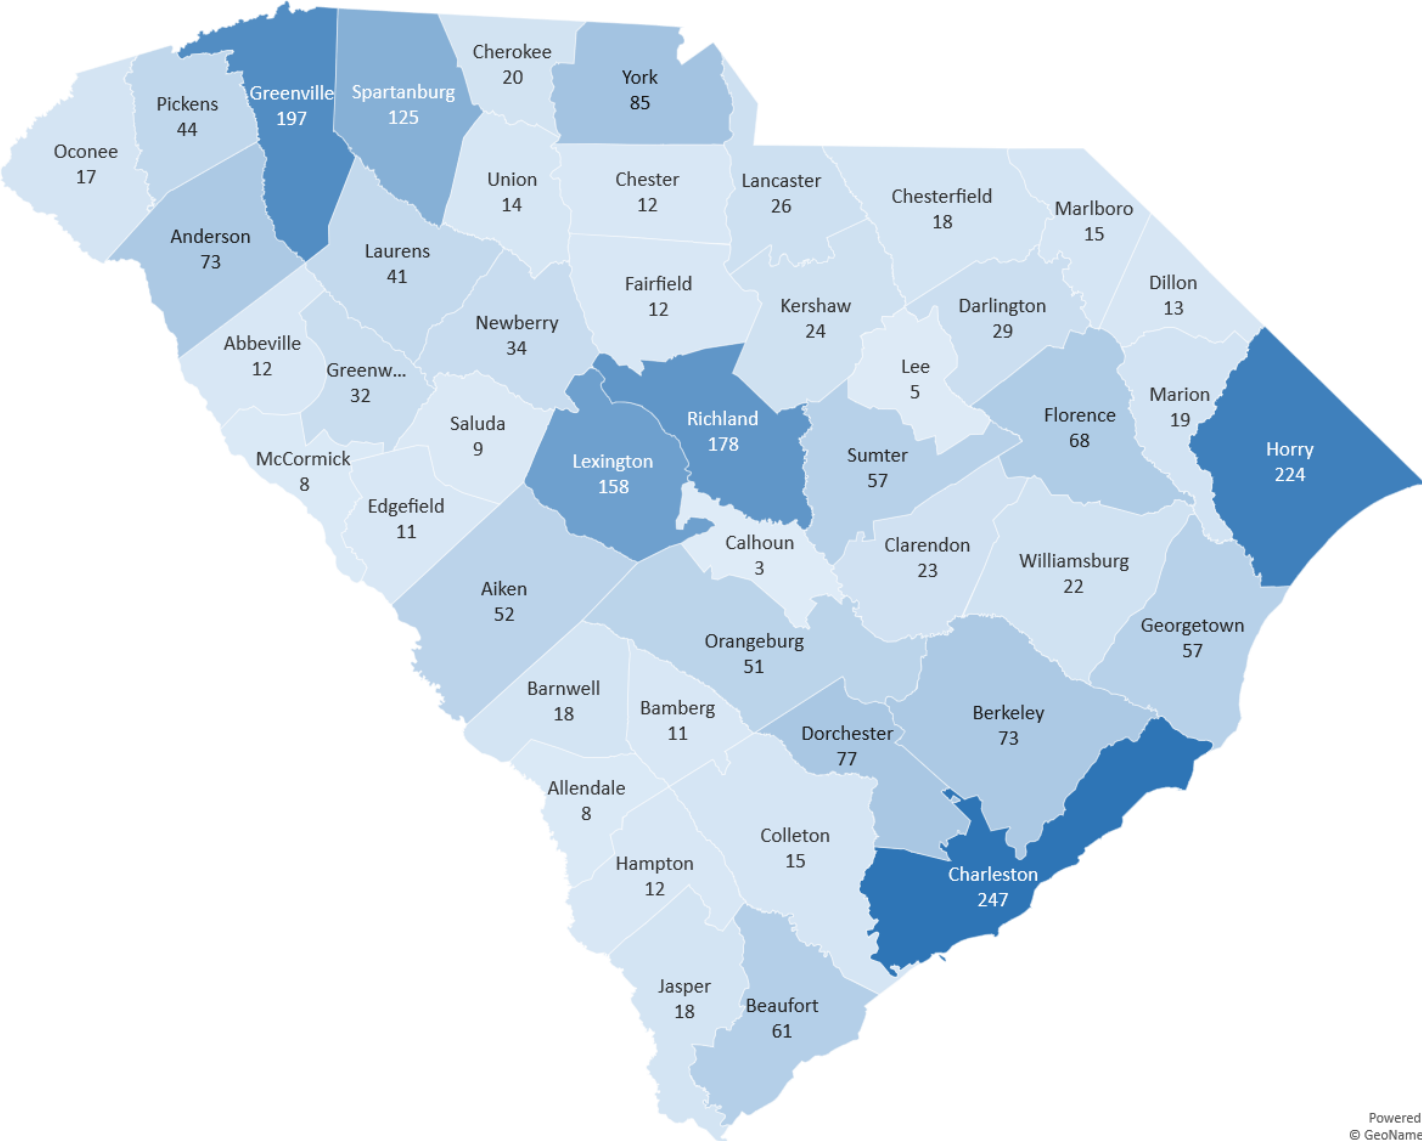 Cherokee
20
York
85
Greenville
197
Spartanburg
125
Pickens
44
Oconee
17
Union
14
Chester
12
Lancaster
26
Chesterfield
18
Marlboro
15
Anderson
73
Laurens
41
Fairfield
12
Kershaw
24
Darlington
29
Dillon
13
Newberry
34
Abbeville
12
Greenw...
32
Lee
5
Marion
19
Florence
68
Saluda
9
Richland
178
Horry
224
McCormick
8
Lexington
158
Sumter
57
Edgefield
11
Calhoun
3
Clarendon
23
Williamsburg
22
Aiken
52
Georgetown
57
Orangeburg
51
Barnwell
18
Bamberg
11
Berkeley
73
Dorchester
77
Allendale
8
Colleton
15
Hampton
12
Charleston
247
Jasper
18
Beaufort
61
Powered
© GeoName